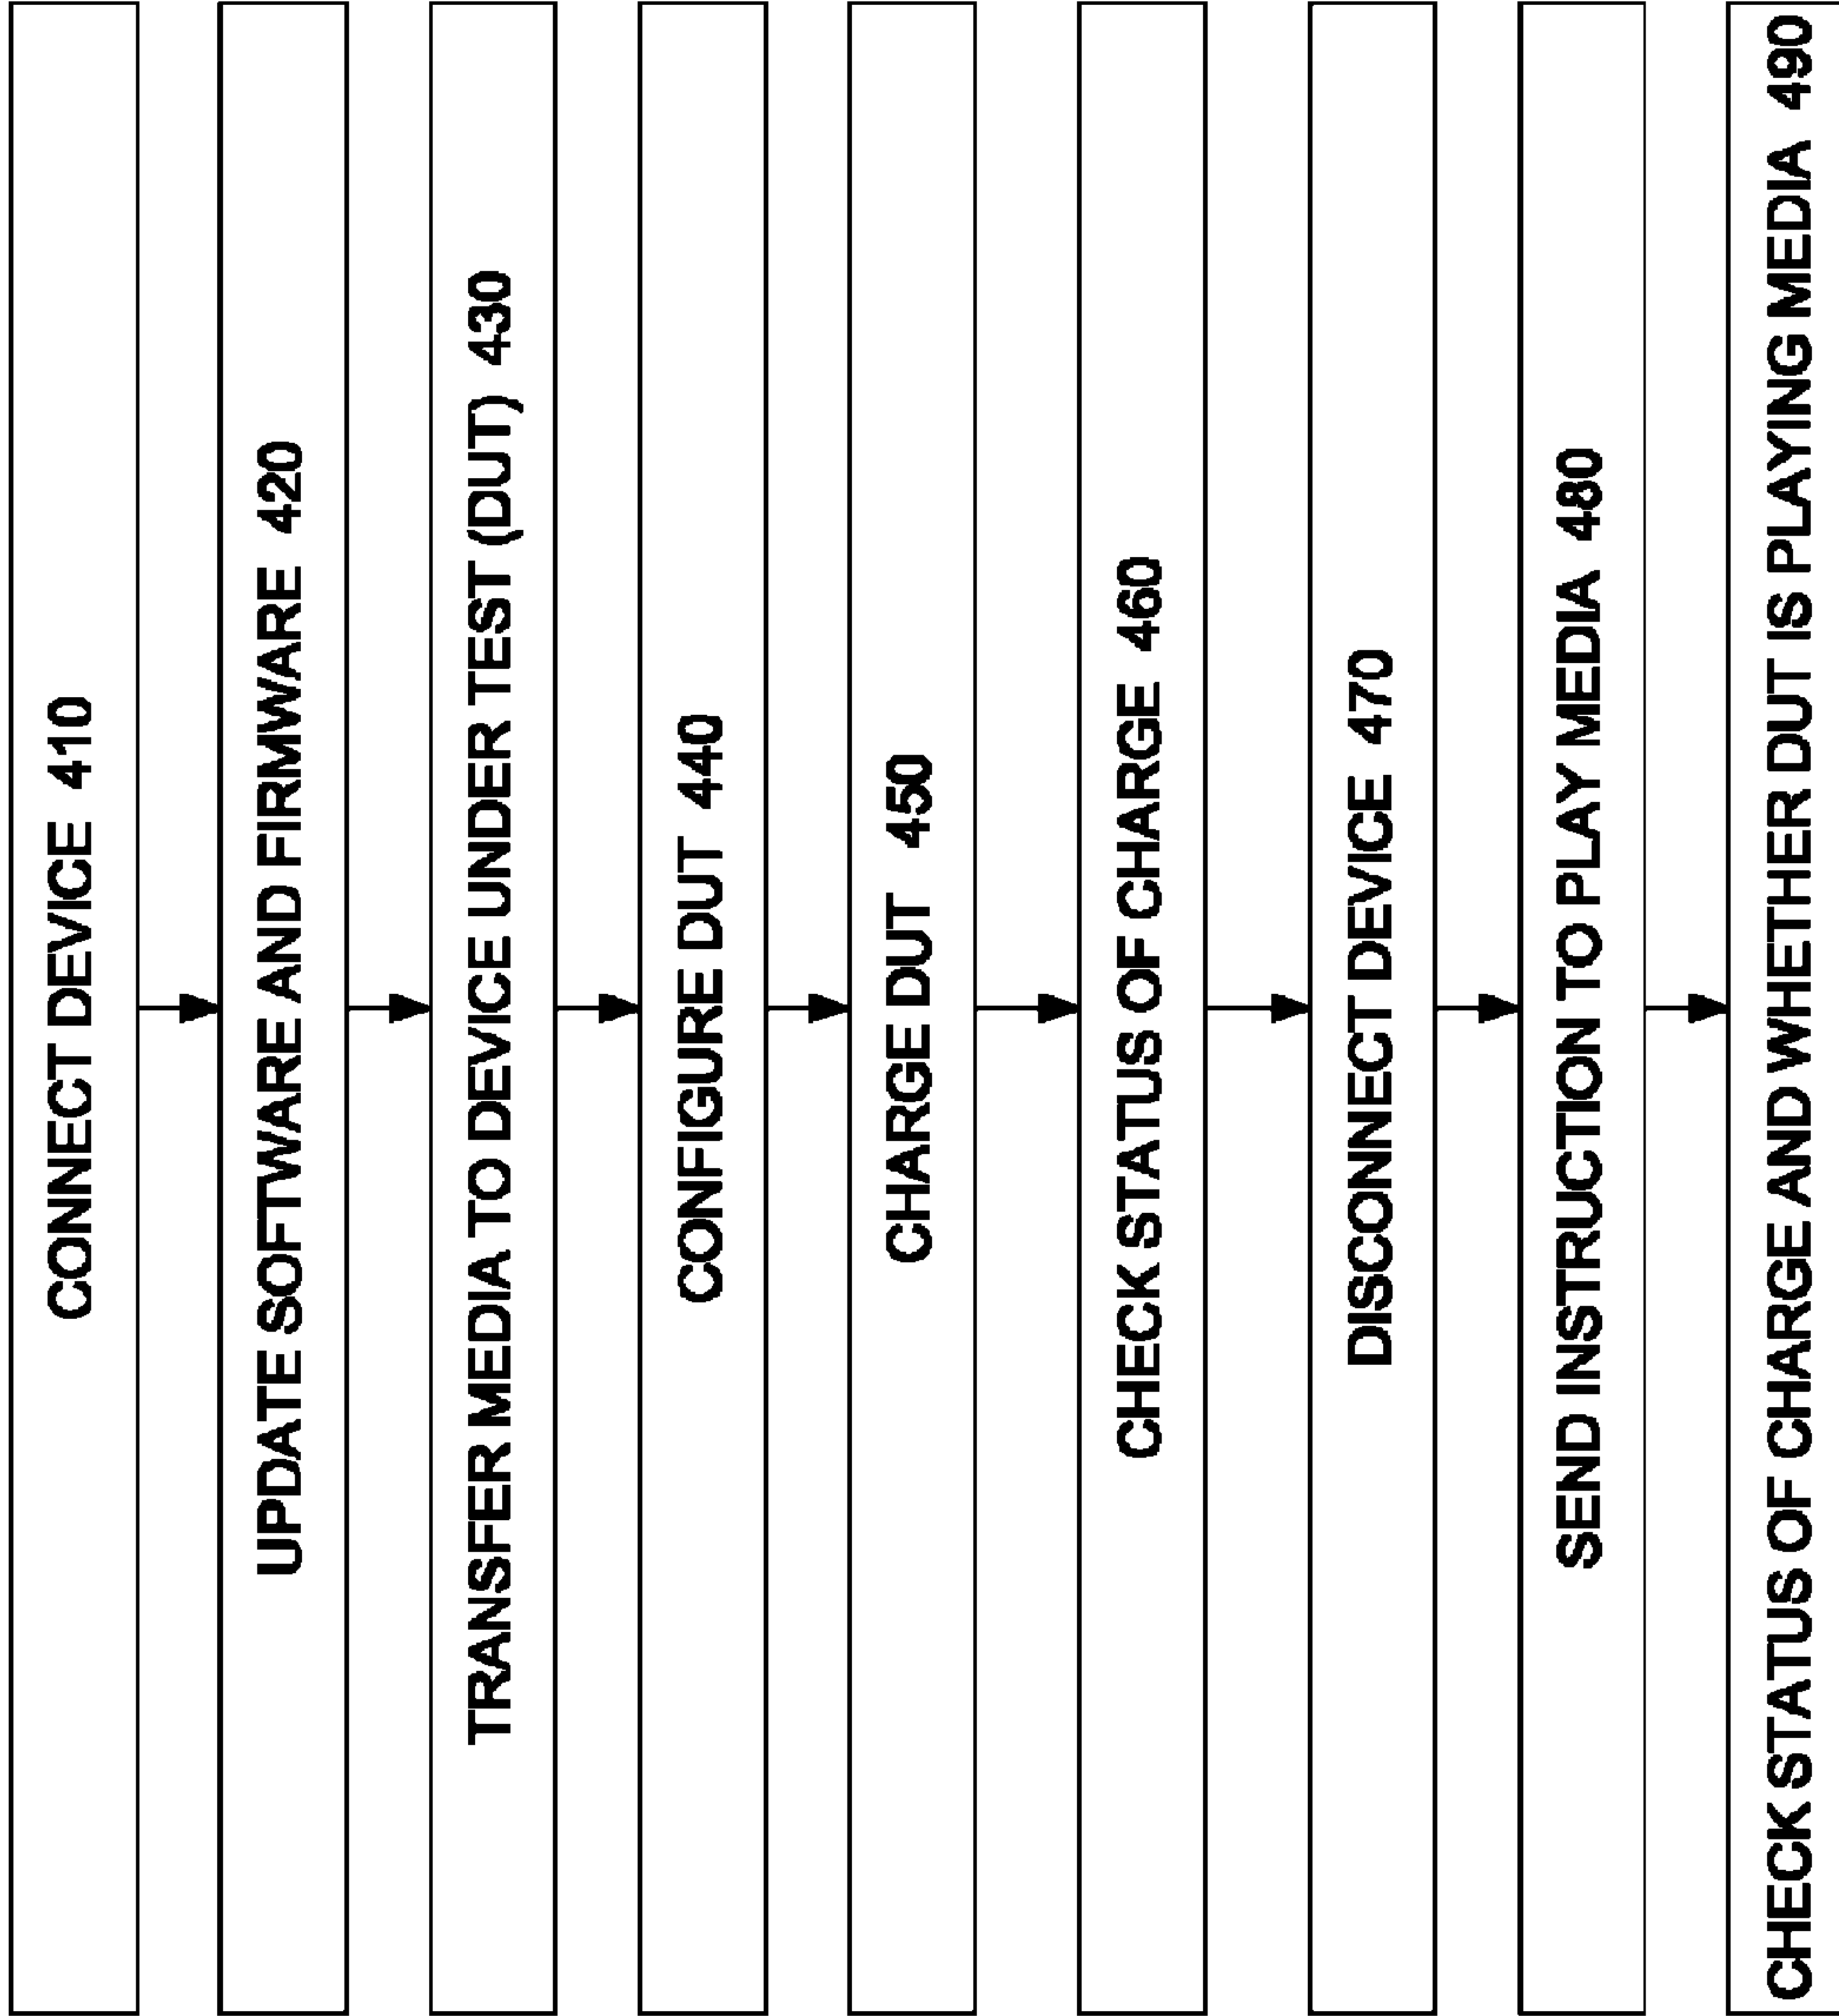 CONNECT DEVICE 410
UPDATE SOFTWARE AND FIRMWARE 420
TRANSFER MEDIA TO DEVICE UNDER TEST (DUT) 430
CONFIGURE DUT 440
CHARGE DUT 450
CHECK STATUS OF CHARGE 460
DISCONNECT DEVICE 470
SEND INSTRUCTION TO PLAY MEDIA 480
CHECK STATUS OF CHARGE AND WHETHER DUT IS PLAYING MEDIA 490